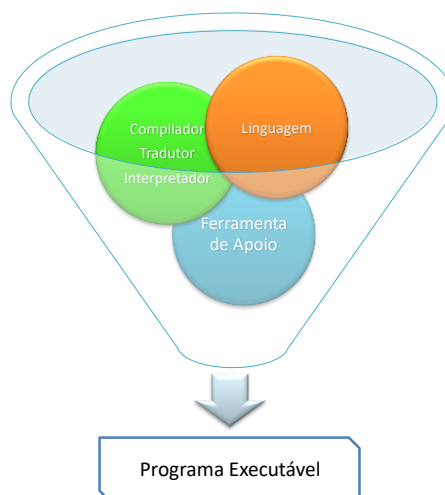 Compilador
Tradutor
Interpretador
Linguagem
Ferramenta
de Apoio
Programa Executável